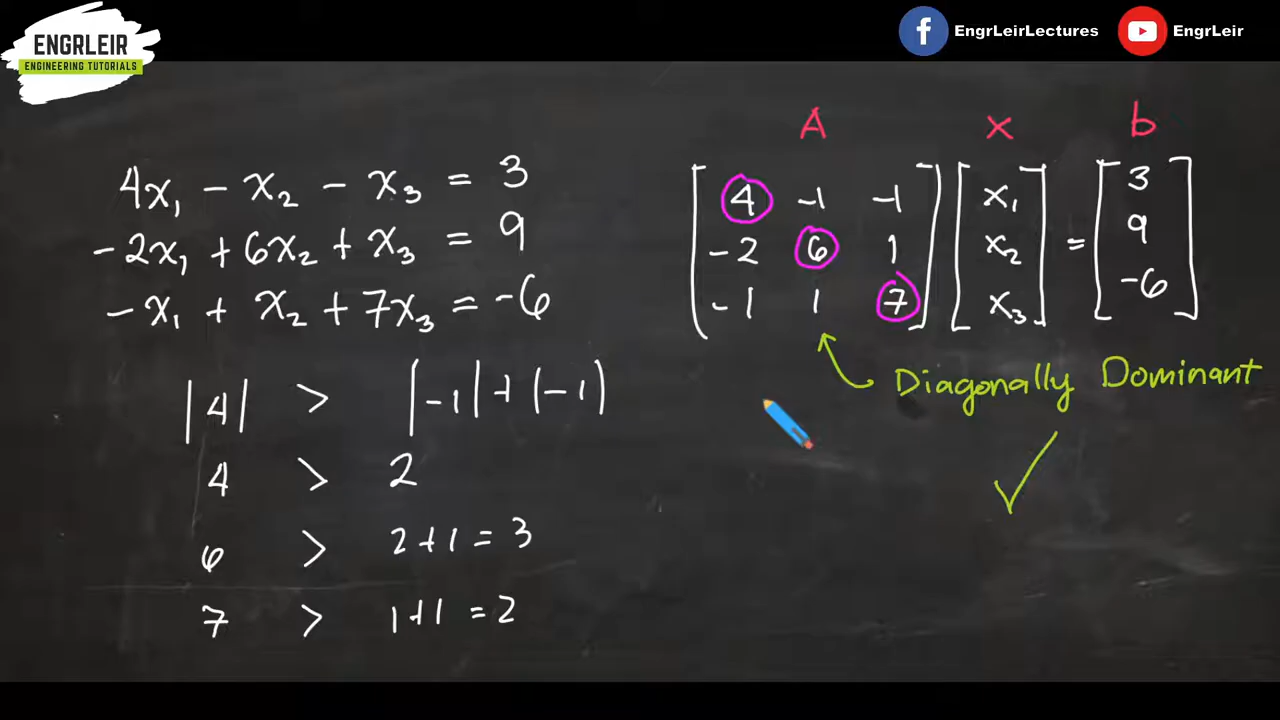 ENGRLEIR
ENGINEERING TUTORIALS
EngrLeirLectures
EngrLeir
4x₁ - x₂ - x₃ = 3
-2x₁ + 6x₂ + x₃ = 9
-x₁ + x₂ + 7x₃ = -6
|4| > |-1| + |-1|
4 > 2
6 > 2+1 = 3
7 > 1+1 = 2
A x b
[4 -1 -1] [x₁] [3]
[-2 6 1] [x₂] = [9]
[-1 1 7] [x₃] [-6]
Diagonally Dominant